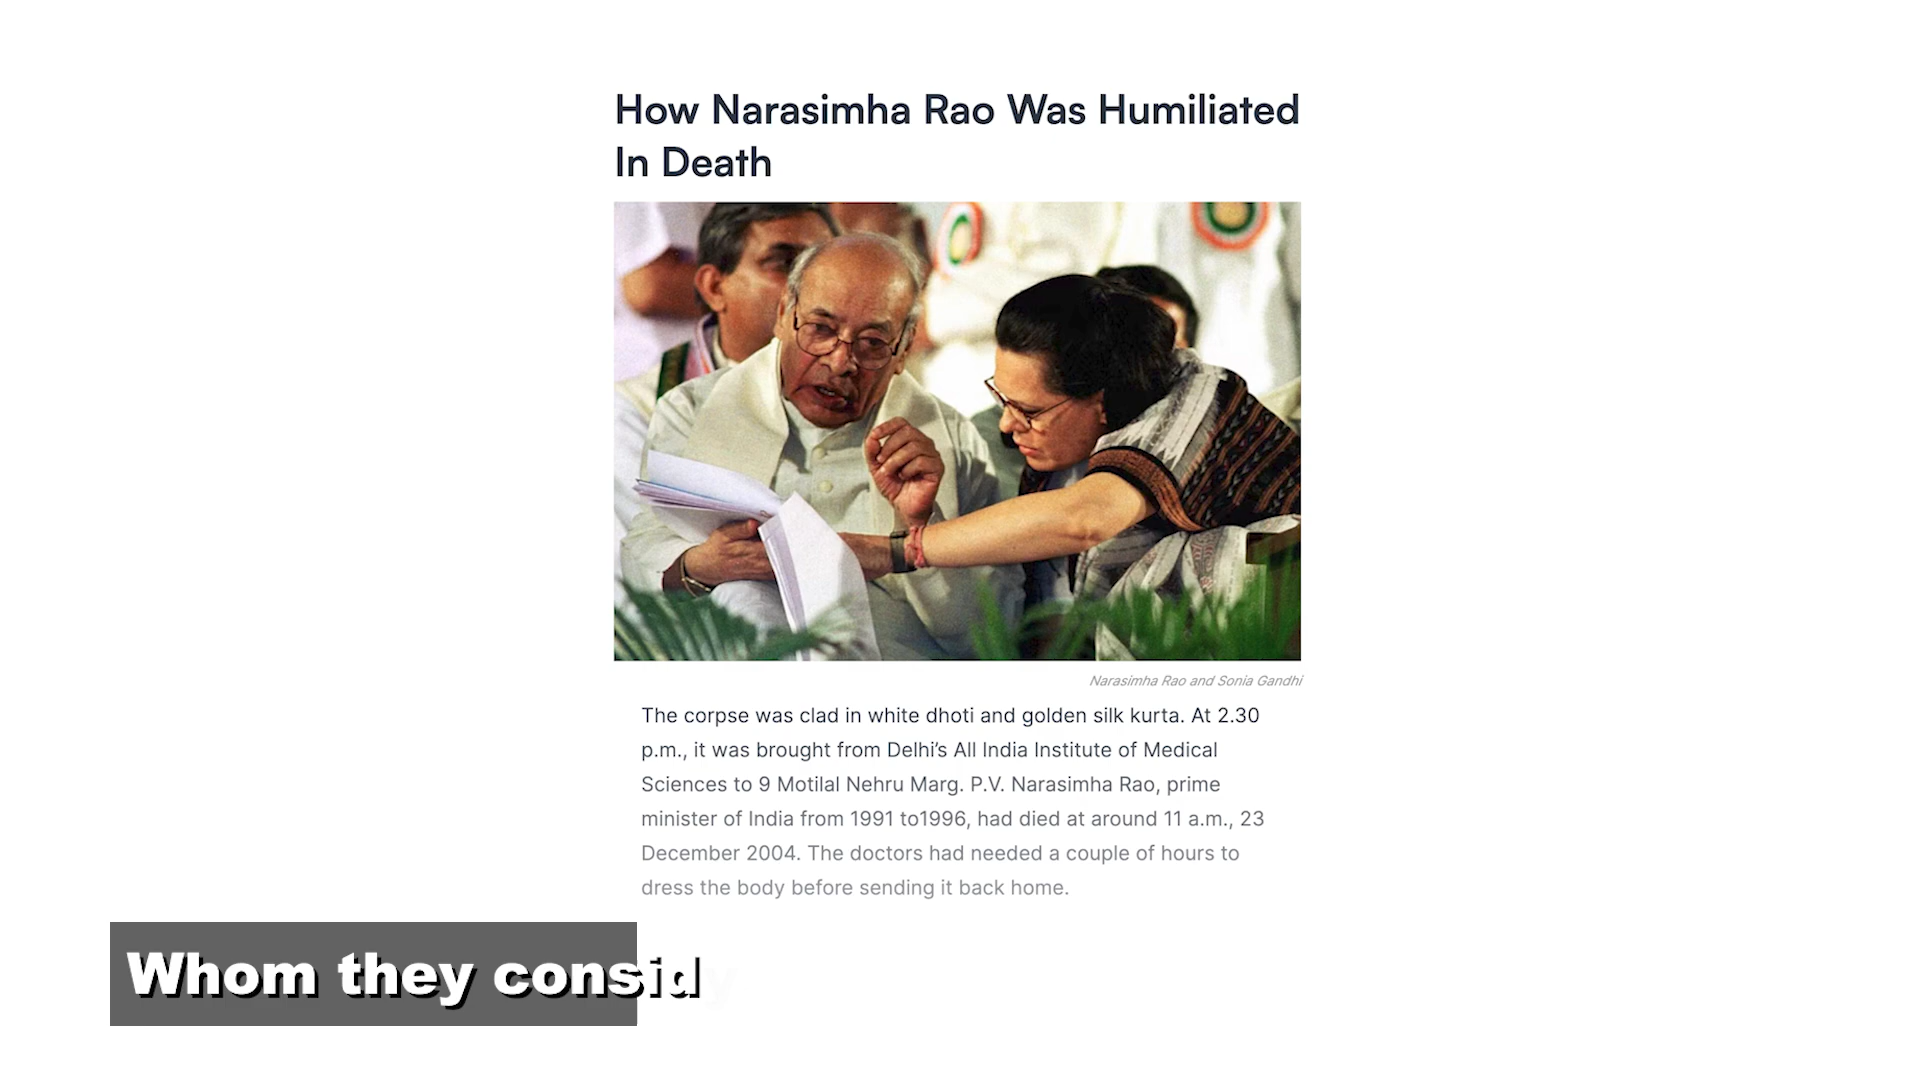 How Narasimha Rao Was Humiliated
In Death
Narasimha Rao and Sonia Gandhi
The corpse was clad in white dhoti and golden silk kurta. At 2.30
p.m., it was brought from Delhi’s All India Institute of Medical
Sciences to 9 Motilal Nehru Marg. P.V. Narasimha Rao, prime
minister of India from 1991 to1996, had died at around 11 a.m., 23
December 2004. The doctors had needed a couple of hours to
dress the body before sending it back home.
Whom they consid